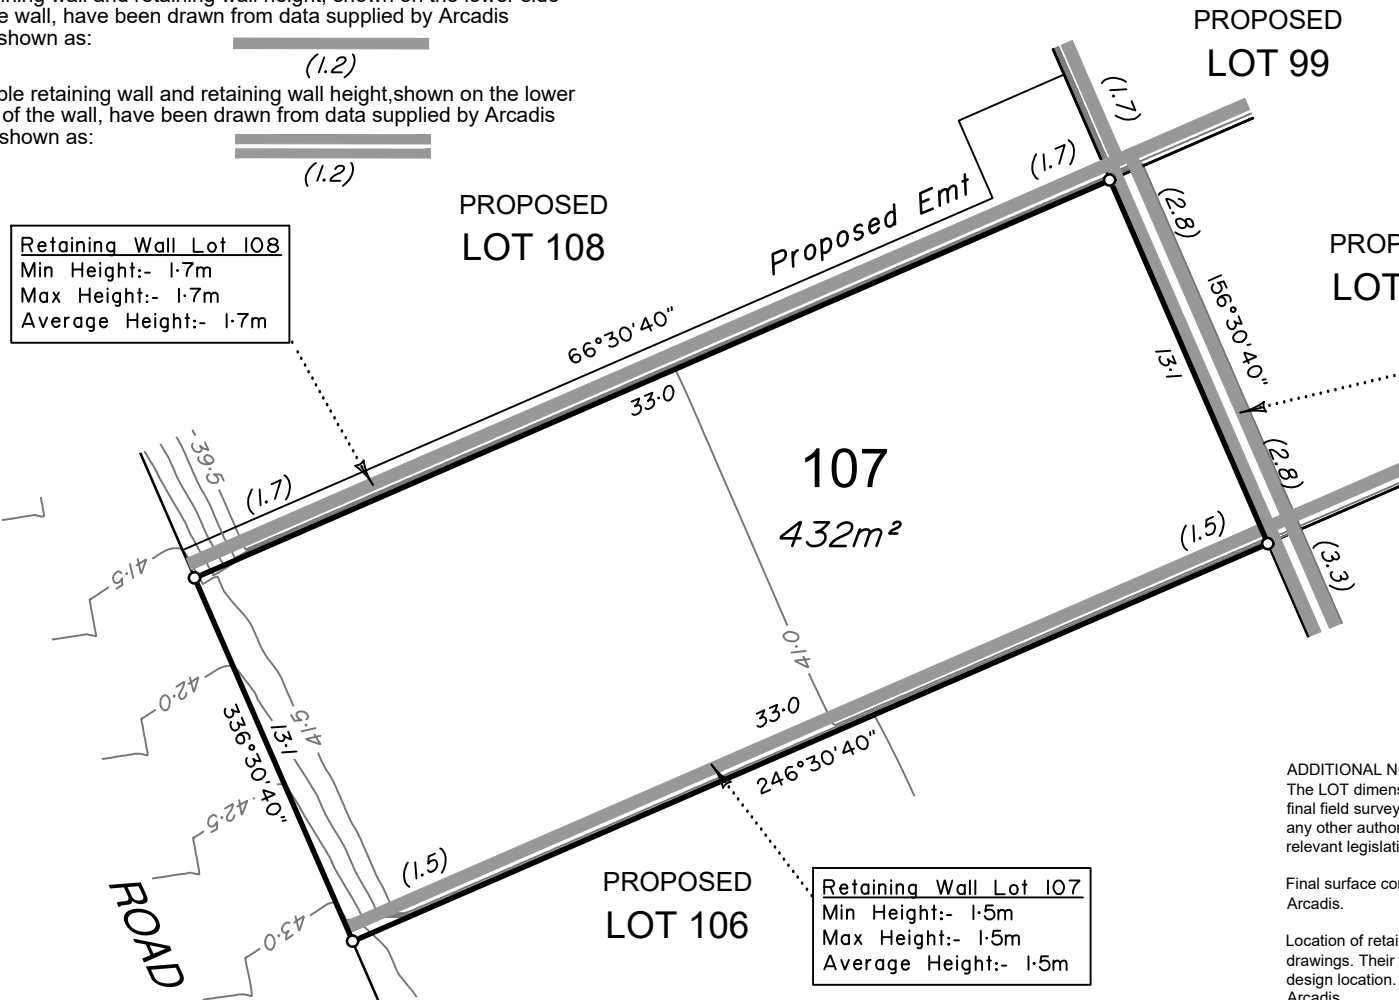 e wall, have been drawn from data supplied by Arcadis
shown as:
(1.2)
ble retaining wall and retaining wall height,shown on the lower
of the wall, have been drawn from data supplied by Arcadis
shown as:
(1.2)
PROPOSED
LOT 99
PROPOSED
LOT 108
Retaining Wall Lot 108
Min Height:- 1·7m
Max Height:- 1·7m
Average Height:- 1·7m
Proposed Emt
(1.7)
(1.7)
(2.8)
PROP
LOT
66°30'40"
33·0
156°30'40"
13·1
107
432m²
(1.7)
39·5
41·5
(2.8)
(1.5)
(3.3)
41·0
42·0
41·5
336°30'40"
13·1
33·0
246°30'40"
42·5
43·0
(1.5)
ROAD
PROPOSED
LOT 106
Retaining Wall Lot 107
Min Height:- 1·5m
Max Height:- 1·5m
Average Height:- 1·5m
ADDITIONAL N
The LOT dimens
final field survey
any other author
relevant legislati
Final surface co
Arcadis.
Location of retai
drawings. Their
design location.
Arcadis